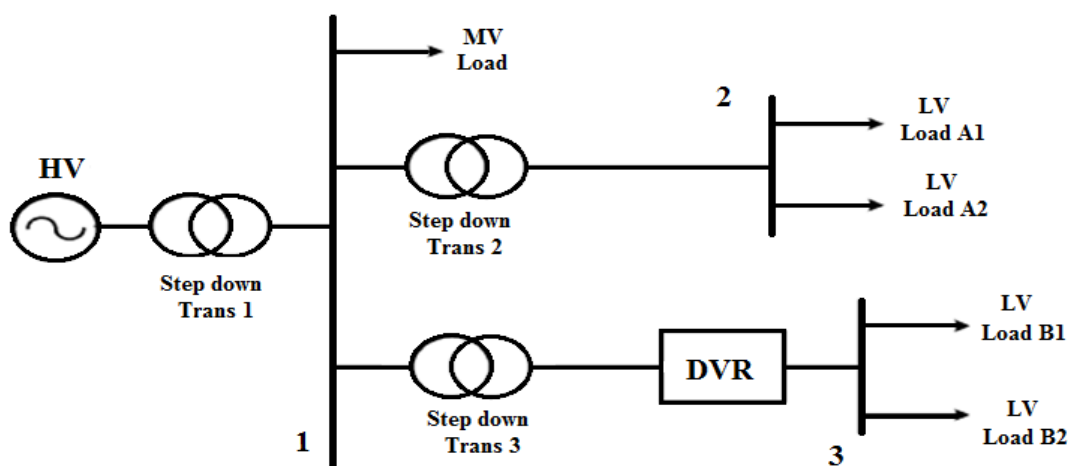 MV
Load
2
LV
Load A1
HV
LV
Load A2
Step down
Trans 2
Step down
Trans 1
LV
Load B1
DVR
LV
Load B2
Step down
Trans 3
1
3